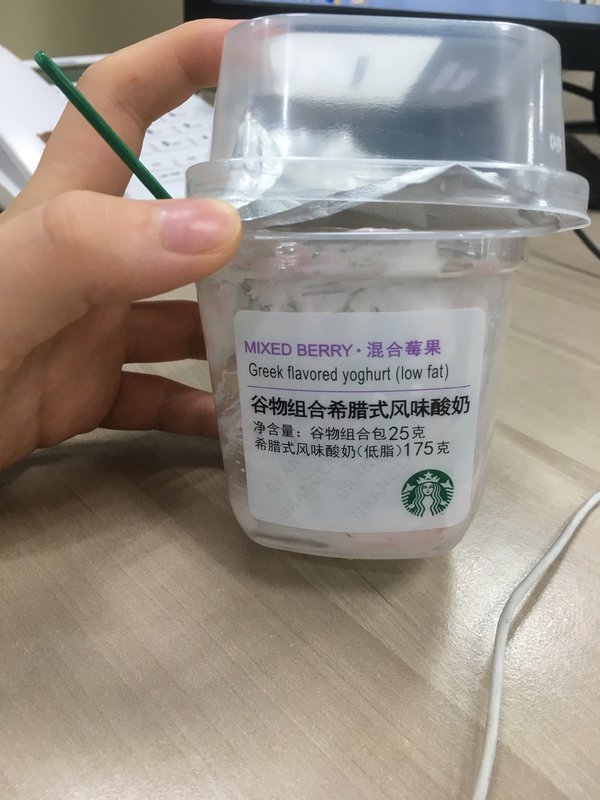 MIXED BERRY·混合莓果
Greek flavored yoghurt (low fat)
谷物组合希腊式风味酸奶
净含量：谷物组合包25克
希腊式风味酸奶(低脂)175克